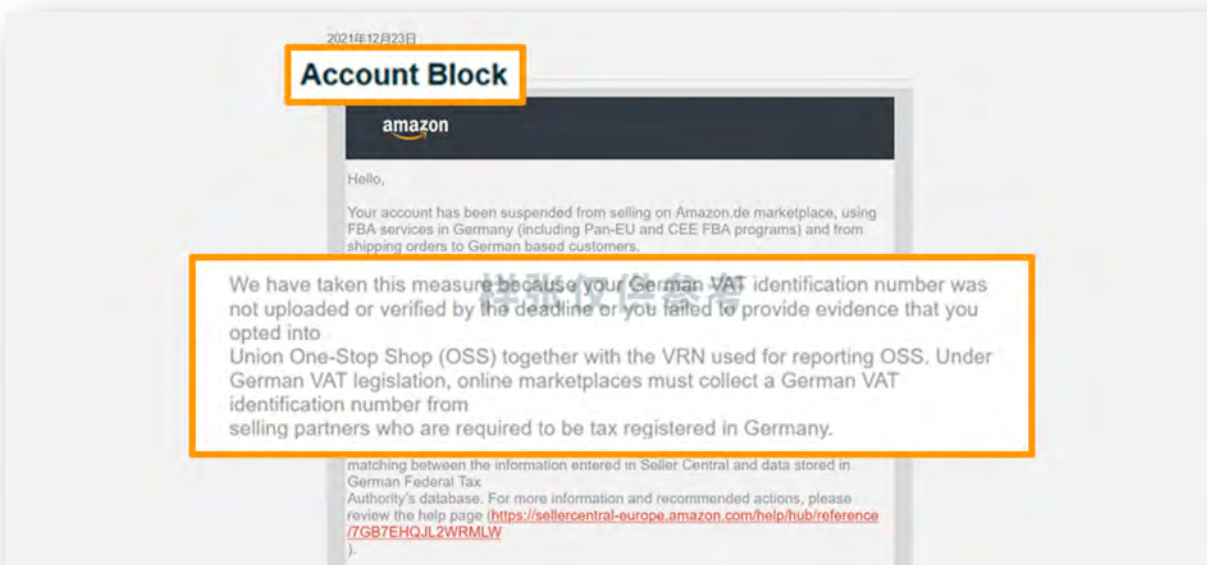 2021年12月23日
Account Block
amazon
Hello,
Your account has been suspended from selling on Amazon.de marketplace, using
FBA services in Germany (including Pan-EU and CEE FBA programs) and from
shipping orders to German based customers.
We have taken this measure because your German VAT identification number was
not uploaded or verified by the deadline or you failed to provide evidence that you
opted into
Union One-Stop Shop (OSS) together with the VRN used for reporting OSS. Under
German VAT legislation, online marketplaces must collect a German VAT
identification number from
selling partners who are required to be tax registered in Germany.
样张仅供参考
matching between the information entered in Seller Central and data stored in
German Federal Tax
Authority's database. For more information and recommended actions, please
review the help page (https://sellercentral-europe.amazon.com/help/hub/reference
/7GB7EHQJL2WRMLW
).